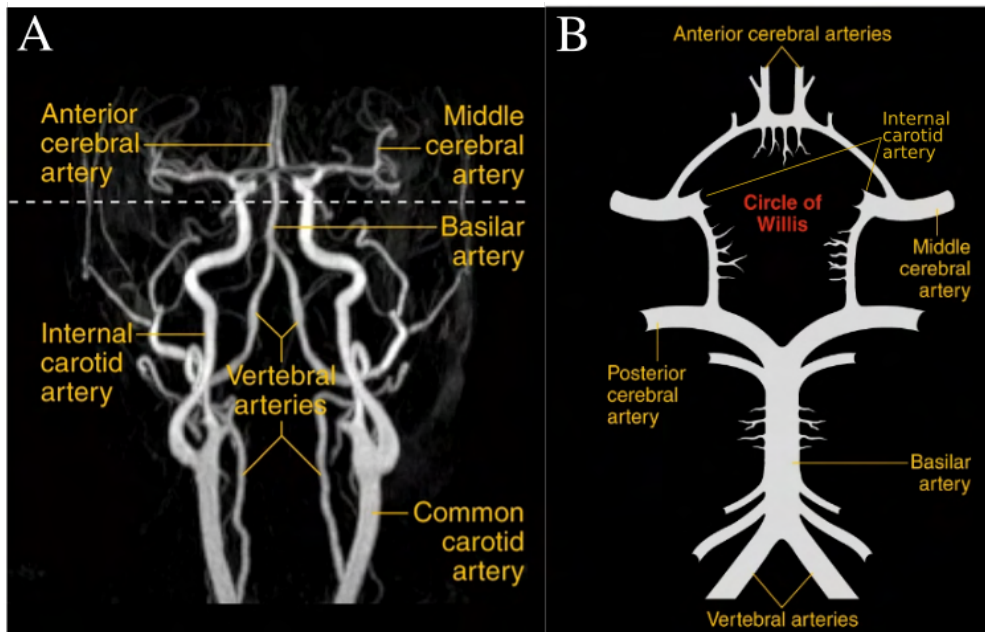 A
Anterior
cerebral
artery
Middle
cerebral
artery
Basilar
artery
Internal
carotid
artery
Vertebral
arteries
Common
carotid
artery
B
Anterior cerebral arteries
Internal
carotid
artery
Circle of
Willis
Middle
cerebral
artery
Posterior
cerebral
artery
Basilar
artery
Vertebral arteries